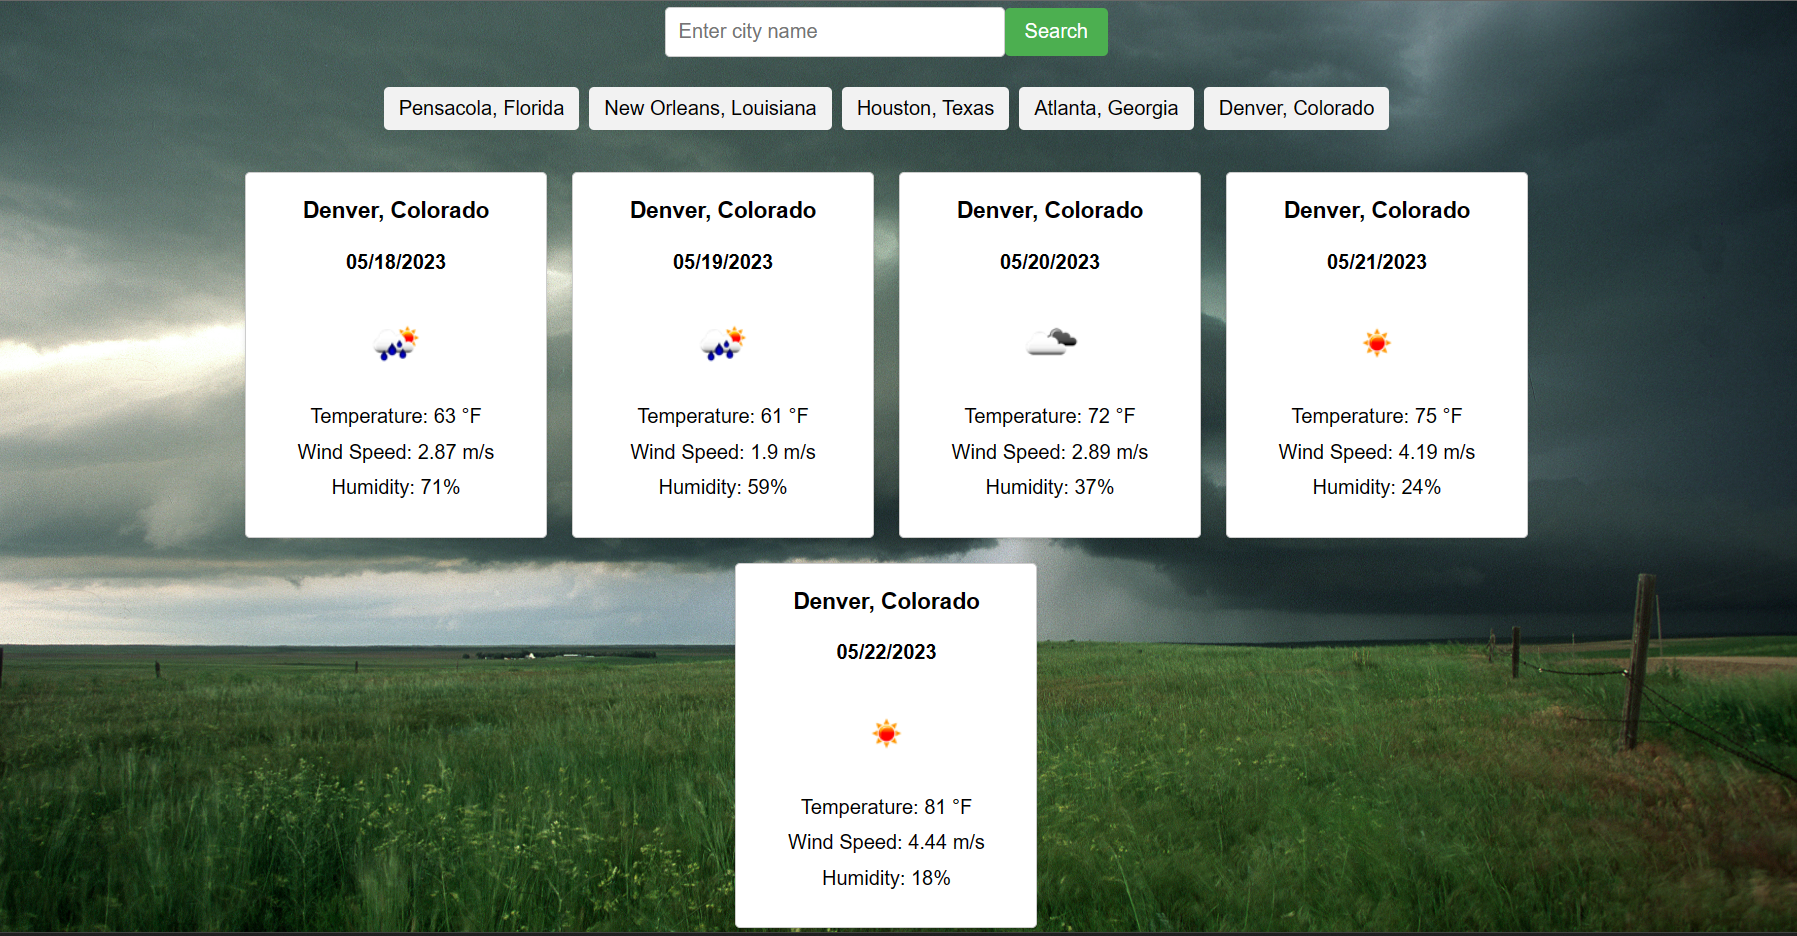 Enter city name
Search
Pensacola, Florida
New Orleans, Louisiana
Houston, Texas
Atlanta, Georgia
Denver, Colorado
Denver, Colorado
05/18/2023
Temperature: 63 °F
Wind Speed: 2.87 m/s
Humidity: 71%
Denver, Colorado
05/19/2023
Temperature: 61 °F
Wind Speed: 1.9 m/s
Humidity: 59%
Denver, Colorado
05/20/2023
Temperature: 72 °F
Wind Speed: 2.89 m/s
Humidity: 37%
Denver, Colorado
05/21/2023
Temperature: 75 °F
Wind Speed: 4.19 m/s
Humidity: 24%
Denver, Colorado
05/22/2023
Temperature: 81 °F
Wind Speed: 4.44 m/s
Humidity: 18%